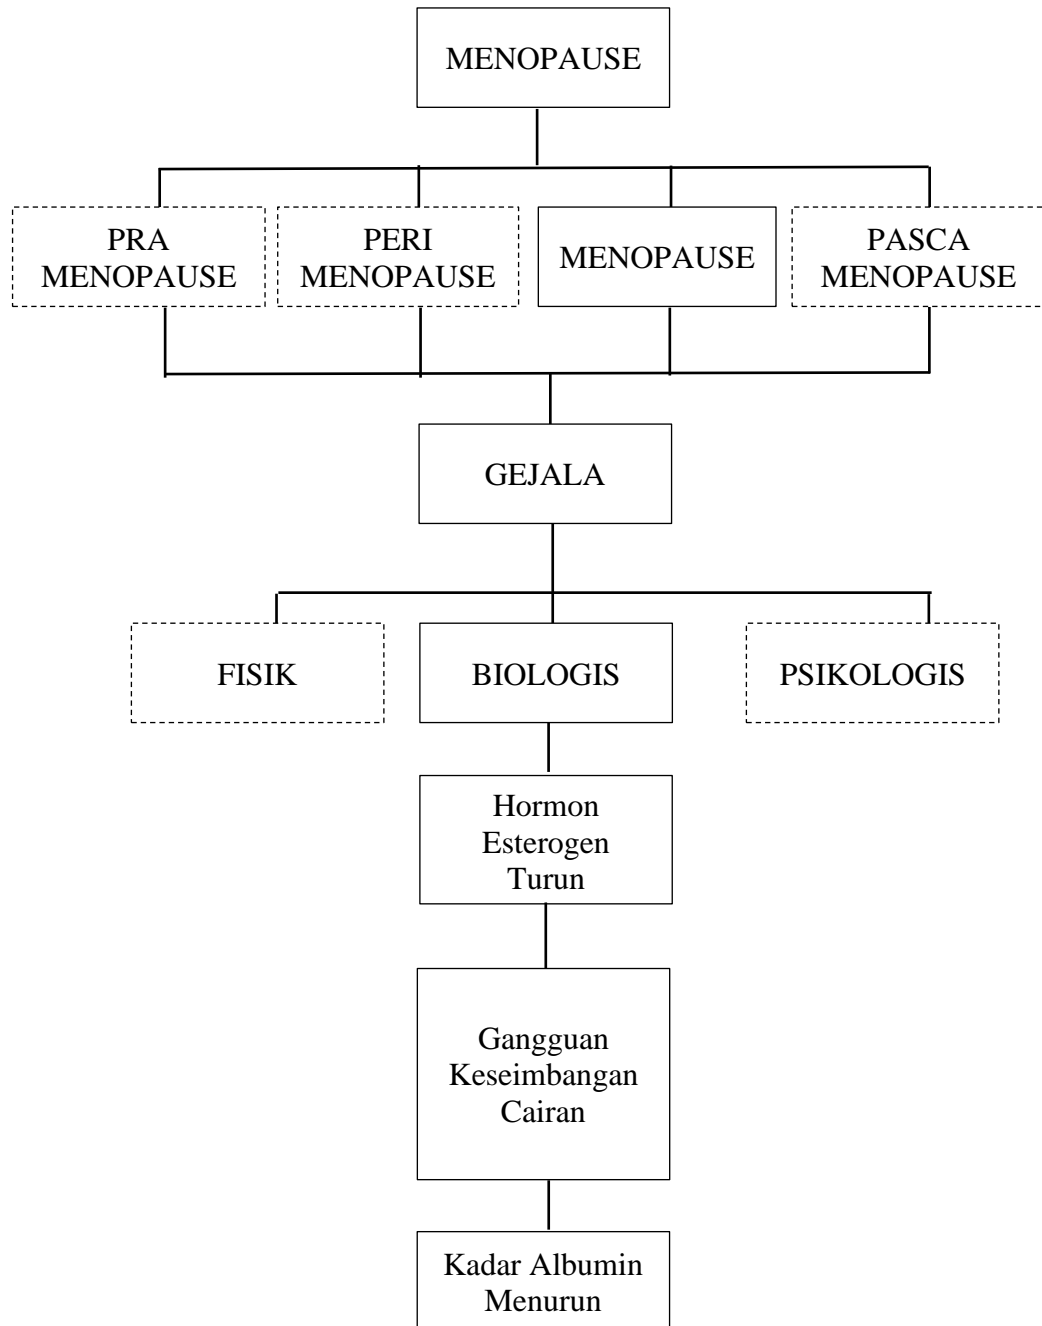 MENOPAUSE
PRA
MENOPAUSE
PERI
MENOPAUSE
MENOPAUSE
PASCA
MENOPAUSE
GEJALA
FISIK
BIOLOGIS
PSIKOLOGIS
Hormon
Esterogen
Turun
Gangguan
Keseimbangan
Cairan
Kadar Albumin
Menurun